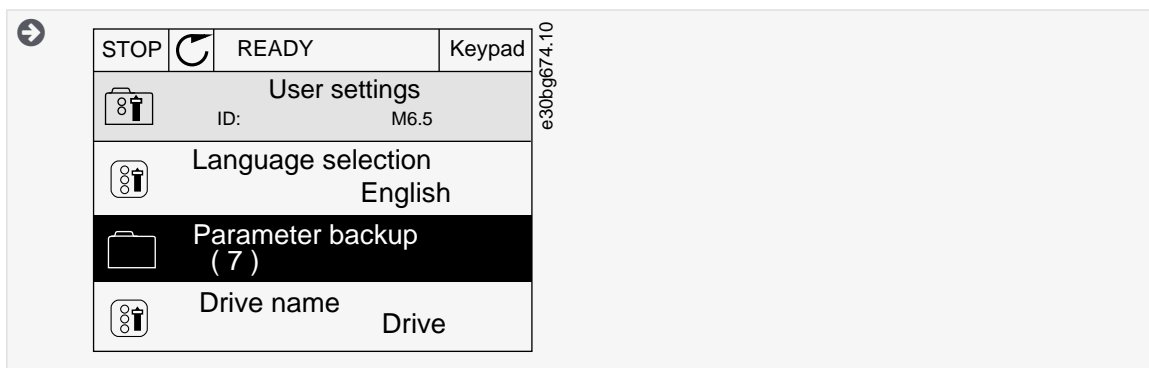 STOP READY Keypad
User settings
ID: M6.5
Language selection
English
Parameter backup
( 7 )
Drive name
Drive
e30bg674.10